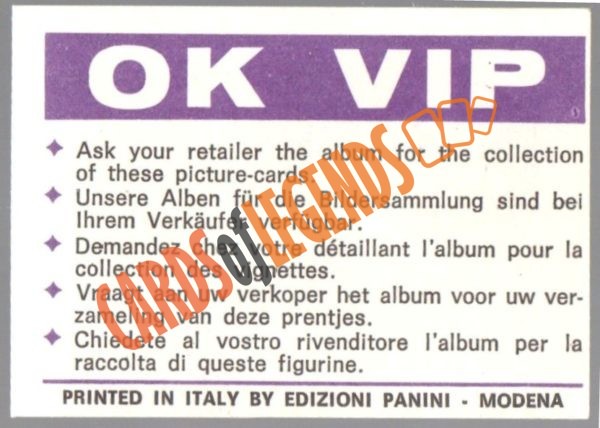 OK VIP
Ask your retailer the album for the collection
of these picture-cards.
Unsere Alben für die Bildersammlung sind bei
Ihrem Verkäufer verfügbar.
Demandez chez votre détaillant l'album pour la
collection des vignettes.
Vraagt aan uw verkoper het album voor uw ver-
zameling van deze prentjes.
Chiedete al vostro rivenditore l'album per la
raccolta di queste figurine.
PRINTED IN ITALY BY EDIZIONI PANINI - MODENA
CARDS of LEGENDS